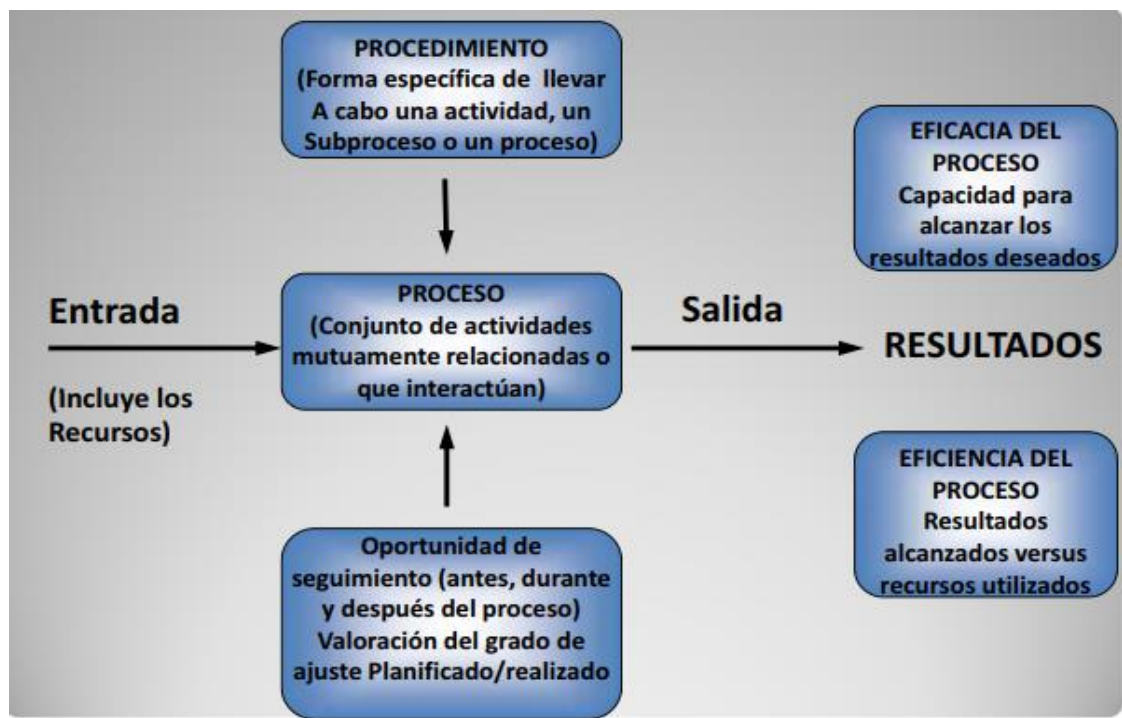 PROCEDIMIENTO
(Forma específica de llevar
A cabo una actividad, un
Subproceso o un proceso)
EFICACIA DEL
PROCESO
Capacidad para
alcanzar los
resultados deseados
Entrada
(Incluye los
Recursos)
PROCESO
(Conjunto de actividades
mutuamente relacionadas o
que interactúan)
Salida
RESULTADOS
EFICIENCIA DEL
PROCESO
Resultados
alcanzados versus
recursos utilizados
Oportunidad de
seguimiento (antes, durante
y después del proceso)
Valoración del grado de
ajuste Planificado/realizado